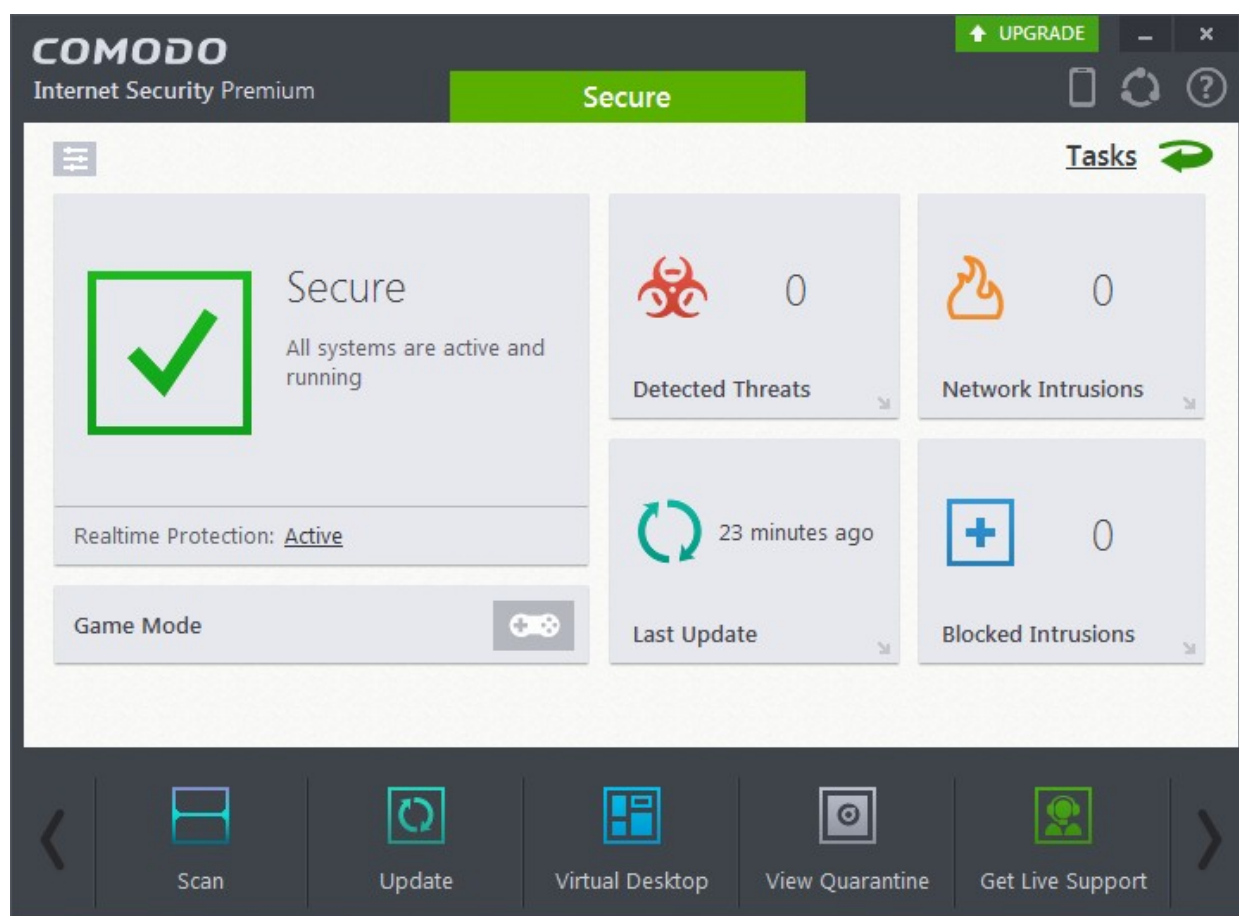 COMODO
Internet Security Premium
UPGRADE
Secure
Tasks
Secure
All systems are active and
running
Realtime Protection: Active
Game Mode
0
Detected Threats
0
Network Intrusions
23 minutes ago
Last Update
0
Blocked Intrusions
Scan
Update
Virtual Desktop
View Quarantine
Get Live Support